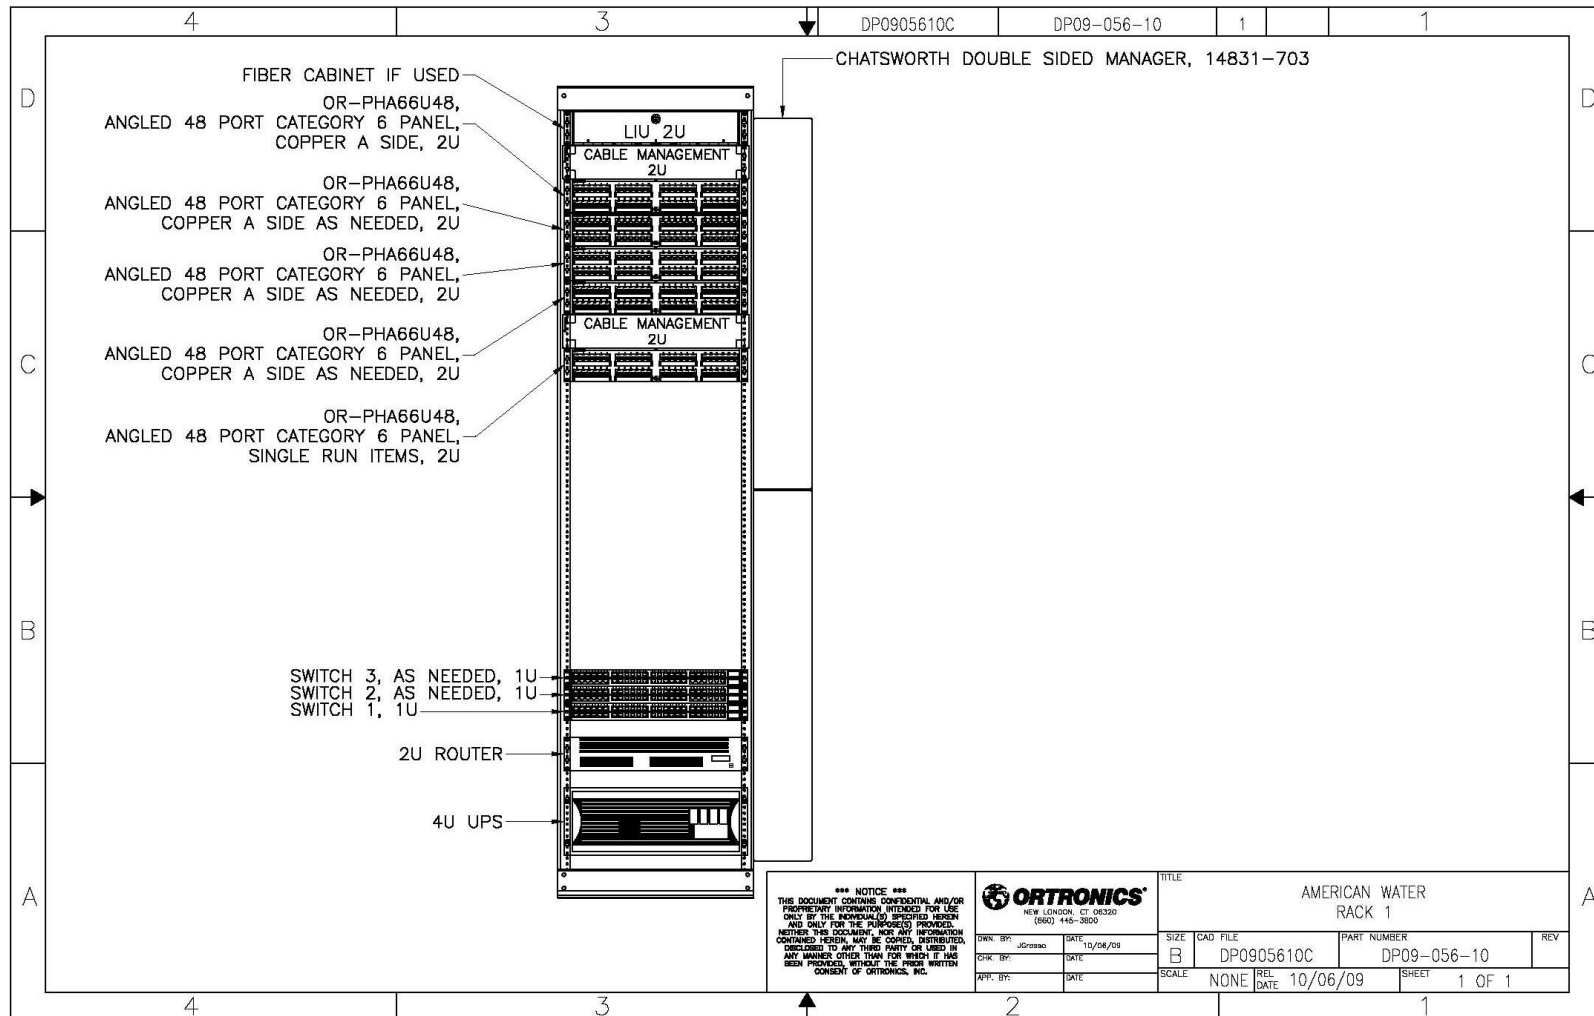 4
3
DP0905610C
DP09-056-10
1
1
CHATSWORTH DOUBLE SIDED MANAGER, 14831-703
FIBER CABINET IF USED
OR-PHA66U48,
ANGLED 48 PORT CATEGORY 6 PANEL,
COPPER A SIDE, 2U
OR-PHA66U48,
ANGLED 48 PORT CATEGORY 6 PANEL,
COPPER A SIDE AS NEEDED, 2U
OR-PHA66U48,
ANGLED 48 PORT CATEGORY 6 PANEL,
COPPER A SIDE AS NEEDED, 2U
OR-PHA66U48,
ANGLED 48 PORT CATEGORY 6 PANEL,
COPPER A SIDE AS NEEDED, 2U
OR-PHA66U48,
ANGLED 48 PORT CATEGORY 6 PANEL,
SINGLE RUN ITEMS, 2U
LIU 2U
CABLE MANAGEMENT
2U
CABLE MANAGEMENT
2U
SWITCH 3, AS NEEDED, 1U
SWITCH 2, AS NEEDED, 1U
SWITCH 1, 1U
2U ROUTER
4U UPS
D
C
B
A
D
C
B
A
*** NOTICE ***
THIS DOCUMENT CONTAINS CONFIDENTIAL AND/OR
PROPRIETARY INFORMATION INTENDED FOR USE
ONLY BY THE INDIVIDUAL(S) SPECIFIED HEREIN
AND ONLY FOR THE PURPOSE(S) PROVIDED.
NEITHER THIS DOCUMENT, NOR ANY INFORMATION
CONTAINED HEREIN, MAY BE COPIED, DISTRIBUTED,
DISCLOSED TO ANY THIRD PARTY OR USED IN
ANY MANNER OTHER THAN FOR WHICH IT HAS
BEEN PROVIDED, WITHOUT THE PRIOR WRITTEN
CONSENT OF ORTRONICS, INC.
ORTRONICS
NEW LONDON, CT 06320
(860) 445-3800
DWN. BY: JGrasso
DATE 10/06/09
CHK. BY:
DATE
APP. BY:
DATE
TITLE
AMERICAN WATER
RACK 1
SIZE
B
CAD FILE
DP0905610C
PART NUMBER
DP09-056-10
REV
SCALE NONE
REL DATE 10/06/09
SHEET 1 OF 1
4
3
2
1